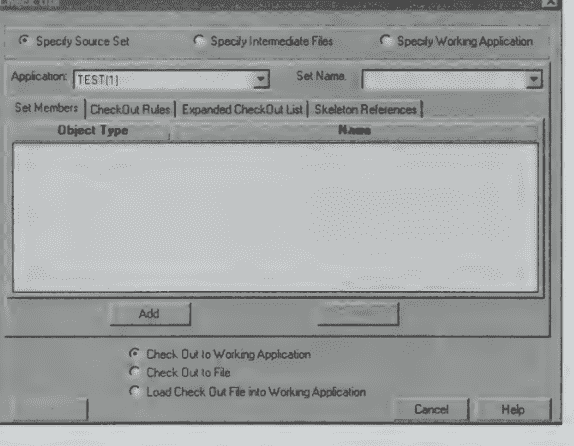 Check Out
Specify Source Set Specify Intermediate Files Specify Working Application
Application: TEST(1) Set Name:
Set Members CheckOut Rules Expanded CheckOut List Skeleton References
Object Type Name
Add
Check Out to Working Application
Check Out to File
Load Check Out File into Working Application
Cancel Help